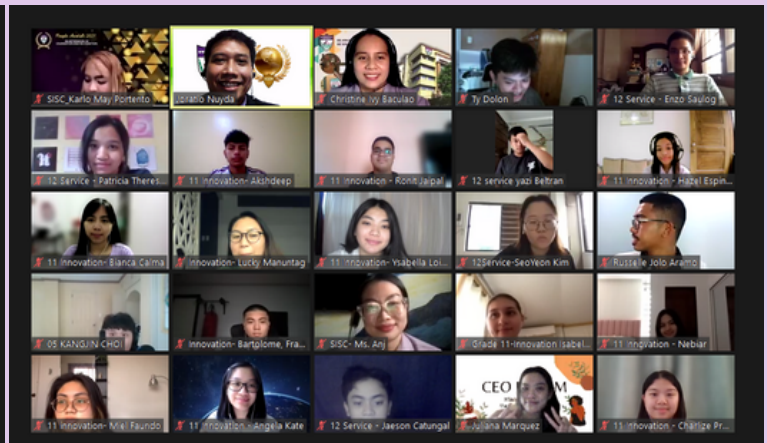 SISC_Karlo May Portento
Horatio Nuyda
Christine Ivy Baculao
Ty Dolon
12 Service - Enzo Saulog
12 Service - Patricia Theres...
11 Innovation- Akshdeep
11 Innovation - Ronit Jaipal
12 service yazi Beltran
11 Innovation - Hazel Espin...
11 Innovation- Bianca Calma
Innovation- Lucky Manuntag
11 Innovation- Ysabella Loi...
12Service-SeoYeon Kim
Russelle Jolo Aramo
05 KANGJIN CHOI
Innovation- Bartplome, Fra...
SISC- Ms. Anj
Grade 11-Innovation Isabel...
11 Innovation - Nebiar
CEO
11 Innovation- Miel Faundo
11 Innovation - Angela Kate
12 Service - Jaeson Catungal
Juliana Marquez
11 Innovation - Charlize Pr...